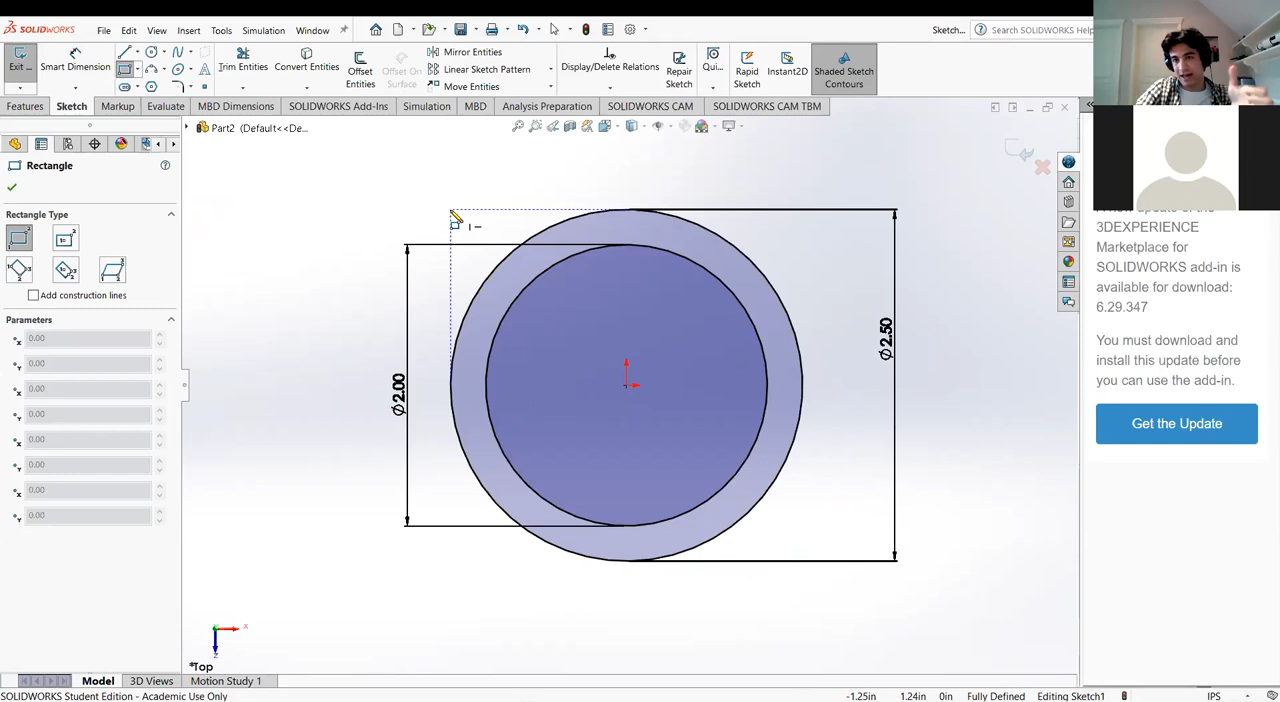 SOLIDWORKS
File Edit View Insert Tools Simulation Window
Sketch...
Search SOLIDWORKS Help
Exit ...
Smart Dimension
Trim Entities
Convert Entities
Offset Entities
Offset On Surface
Mirror Entities
Linear Sketch Pattern
Move Entities
Display/Delete Relations
Repair Sketch
Qui...
Rapid Sketch
Instant2D
Shaded Sketch Contours
Features Sketch Markup Evaluate MBD Dimensions SOLIDWORKS Add-Ins Simulation MBD Analysis Preparation SOLIDWORKS CAM SOLIDWORKS CAM TBM
Part2 (Default<<De...
Rectangle
Rectangle Type
Add construction lines
Parameters
0.00
0.00
0.00
0.00
0.00
0.00
0.00
0.00
Ø2.00
Ø2.50
3DEXPERIENCE
Marketplace for
SOLIDWORKS add-in is
available for download:
6.29.347
You must download and
install this update before
you can use the add-in.
Get the Update
X
Z
*Top
Model 3D Views Motion Study 1
SOLIDWORKS Student Edition - Academic Use Only
-1.25in 1.24in 0in Fully Defined Editing Sketch1 IPS